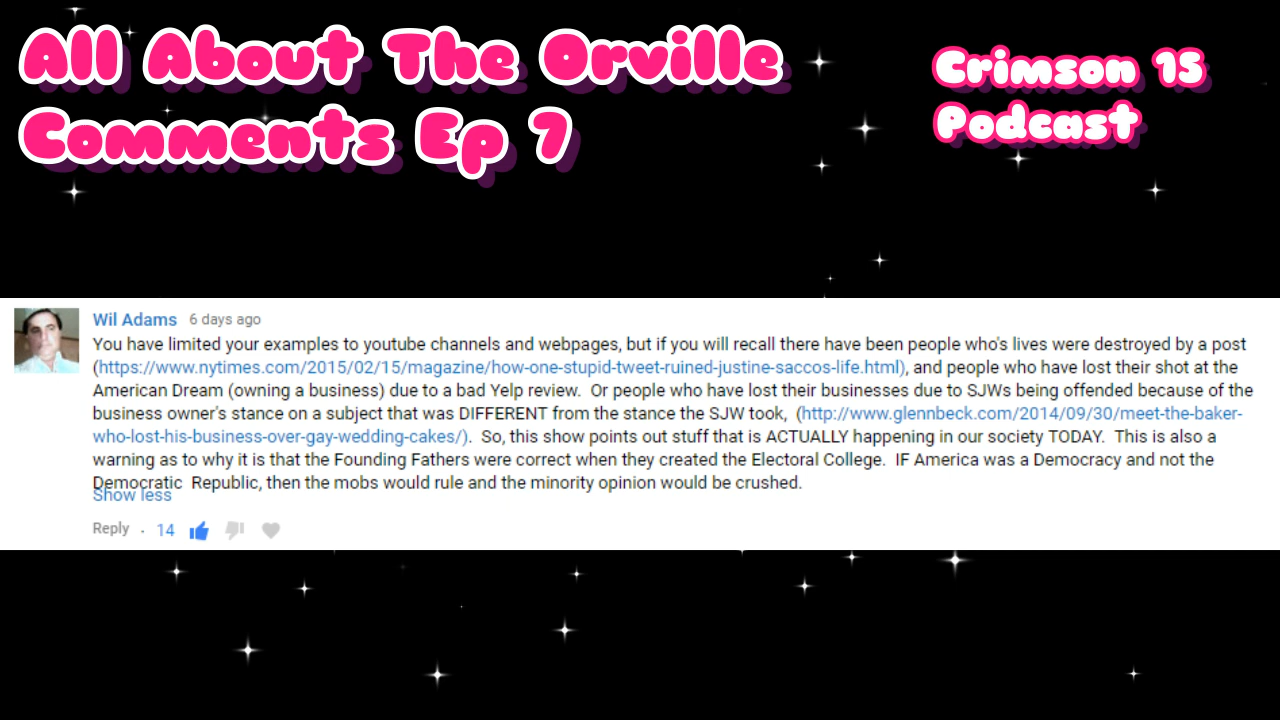 All About The Orville
Comments Ep 7
Crimson 15
Podcast
Wil Adams 6 days ago
You have limited your examples to youtube channels and webpages, but if you will recall there have been people who's lives were destroyed by a post
(https://www.nytimes.com/2015/02/15/magazine/how-one-stupid-tweet-ruined-justine-saccos-life.html), and people who have lost their shot at the
American Dream (owning a business) due to a bad Yelp review.  Or people who have lost their businesses due to SJWs being offended because of the
business owner's stance on a subject that was DIFFERENT from the stance the SJW took,  (http://www.glennbeck.com/2014/09/30/meet-the-baker-
who-lost-his-business-over-gay-wedding-cakes/).  So, this show points out stuff that is ACTUALLY happening in our society TODAY.  This is also a
warning as to why it is that the Founding Fathers were correct when they created the Electoral College.  IF America was a Democracy and not the
Democratic  Republic, then the mobs would rule and the minority opinion would be crushed.
Show less
Reply · 14